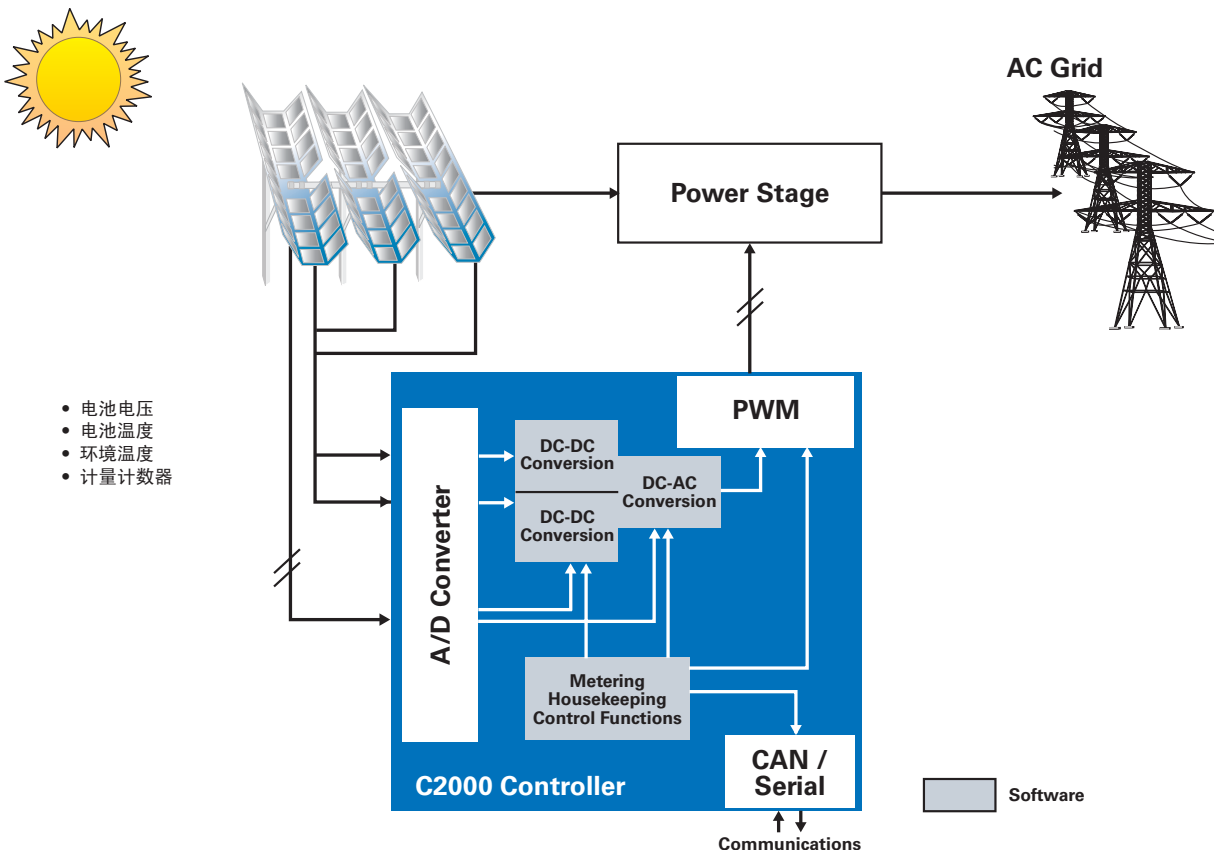 AC Grid
Power Stage
• 电池电压
• 电池温度
• 环境温度
• 计量计数器
PWM
A/D Converter
DC-DC
Conversion
DC-DC
Conversion
DC-AC
Conversion
Metering
Housekeeping
Control Functions
CAN /
Serial
C2000 Controller
Software
Communications